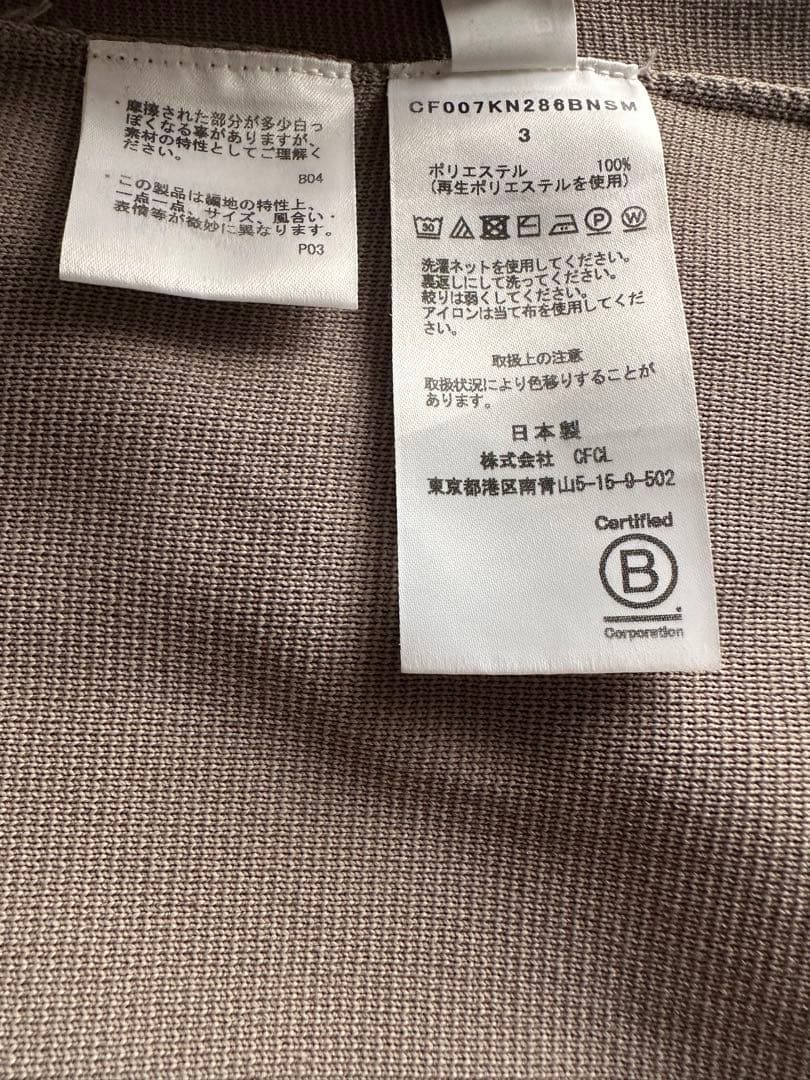 ・摩擦された部分が多少白っ
ぽくなる事がありますが、
素材の特性としてご理解く
ださい。
B04
・この製品は編地の特性上、
一点一点、サイズ、風合い・
表情等が微妙に異なります。
P03
CF007KN286BNSM
3
ポリエステル 100%
(再生ポリエステルを使用)
30 P W
洗濯ネットを使用してください。
裏返しにして洗ってください。
絞りは弱くしてください。
アイロンは当て布を使用してくだ
さい。
取扱上の注意
取扱状況により色移りすることが
あります。
日本製
株式会社 CFCL
東京都港区南青山5-15-9-502
Certified
B
Corporation